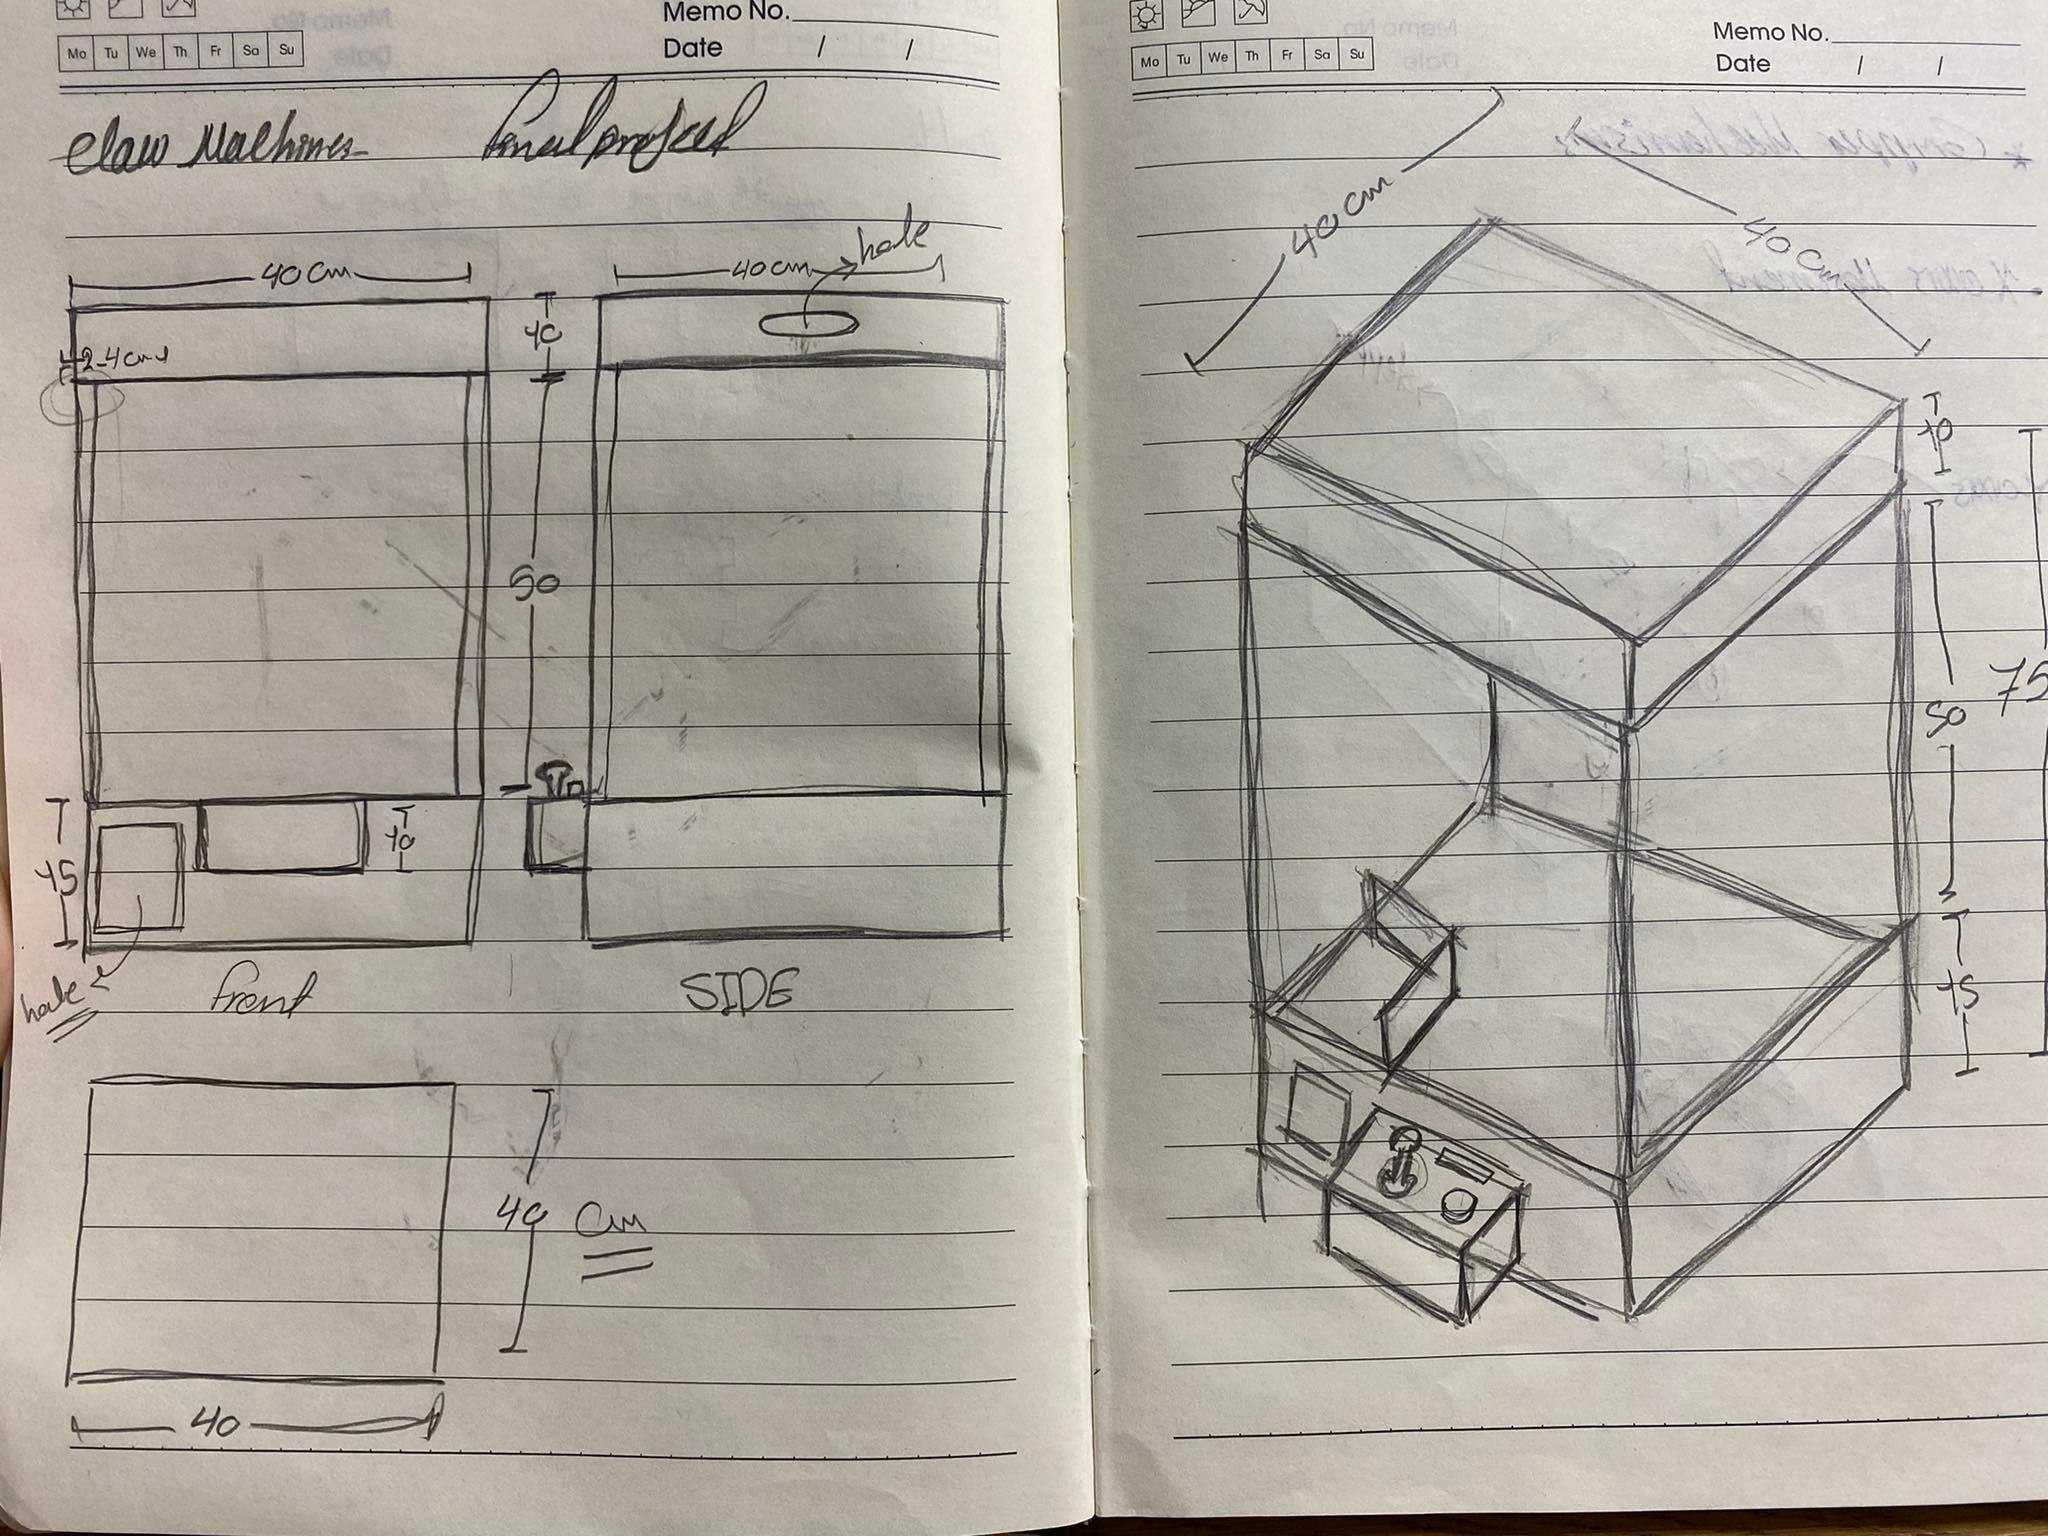 Memo No.
Date / /
Mo Tu We Th Fr Sa Su
Claw Machines Final project
hole
40 cm
40 cm
10
2-4 cm
50
10
15
hole
Front
SIDE
40 cm
40
Memo No.
Date / /
Mo Tu We Th Fr Sa Su
40 cm
40 cm
10
75
50
15